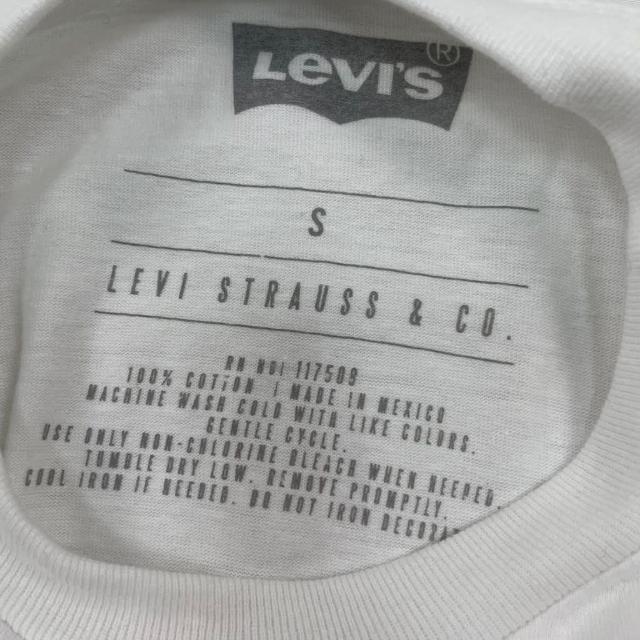 LEVI'S®
S
LEVI STRAUSS & CO.
RN NO: 117509
100% COTTON | MADE IN MEXICO
MACHINE WASH COLD WITH LIKE COLORS.
GENTLE CYCLE.
USE ONLY NON-CHLORINE BLEACH WHEN NEEDED.
TUMBLE DRY LOW. REMOVE PROMPTLY.
COOL IRON IF NEEDED. DO NOT IRON